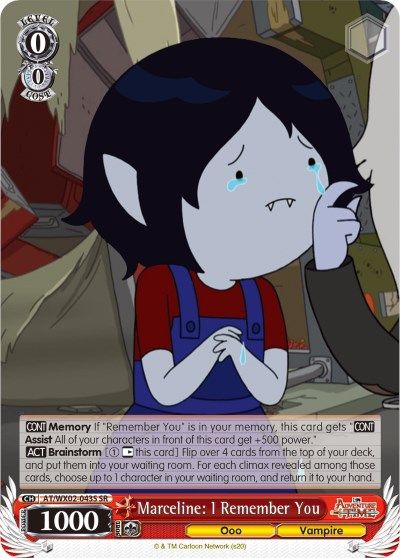 LEVEL
0
0
COST
CONT Memory If "Remember You" is in your memory, this card gets "CONT
Assist All of your characters in front of this card get +500 power."
ACT Brainstorm [① this card] Flip over 4 cards from the top of your deck,
and put them into your waiting room. For each climax revealed among
those, choose up to 1 character in your waiting room, and return it to your hand.
CH AT/WX02-043S SR
POWER 1000
Marceline: I Remember You
Ooo Vampire
ADVENTURE TIME
© & TM Cartoon Network (s20)